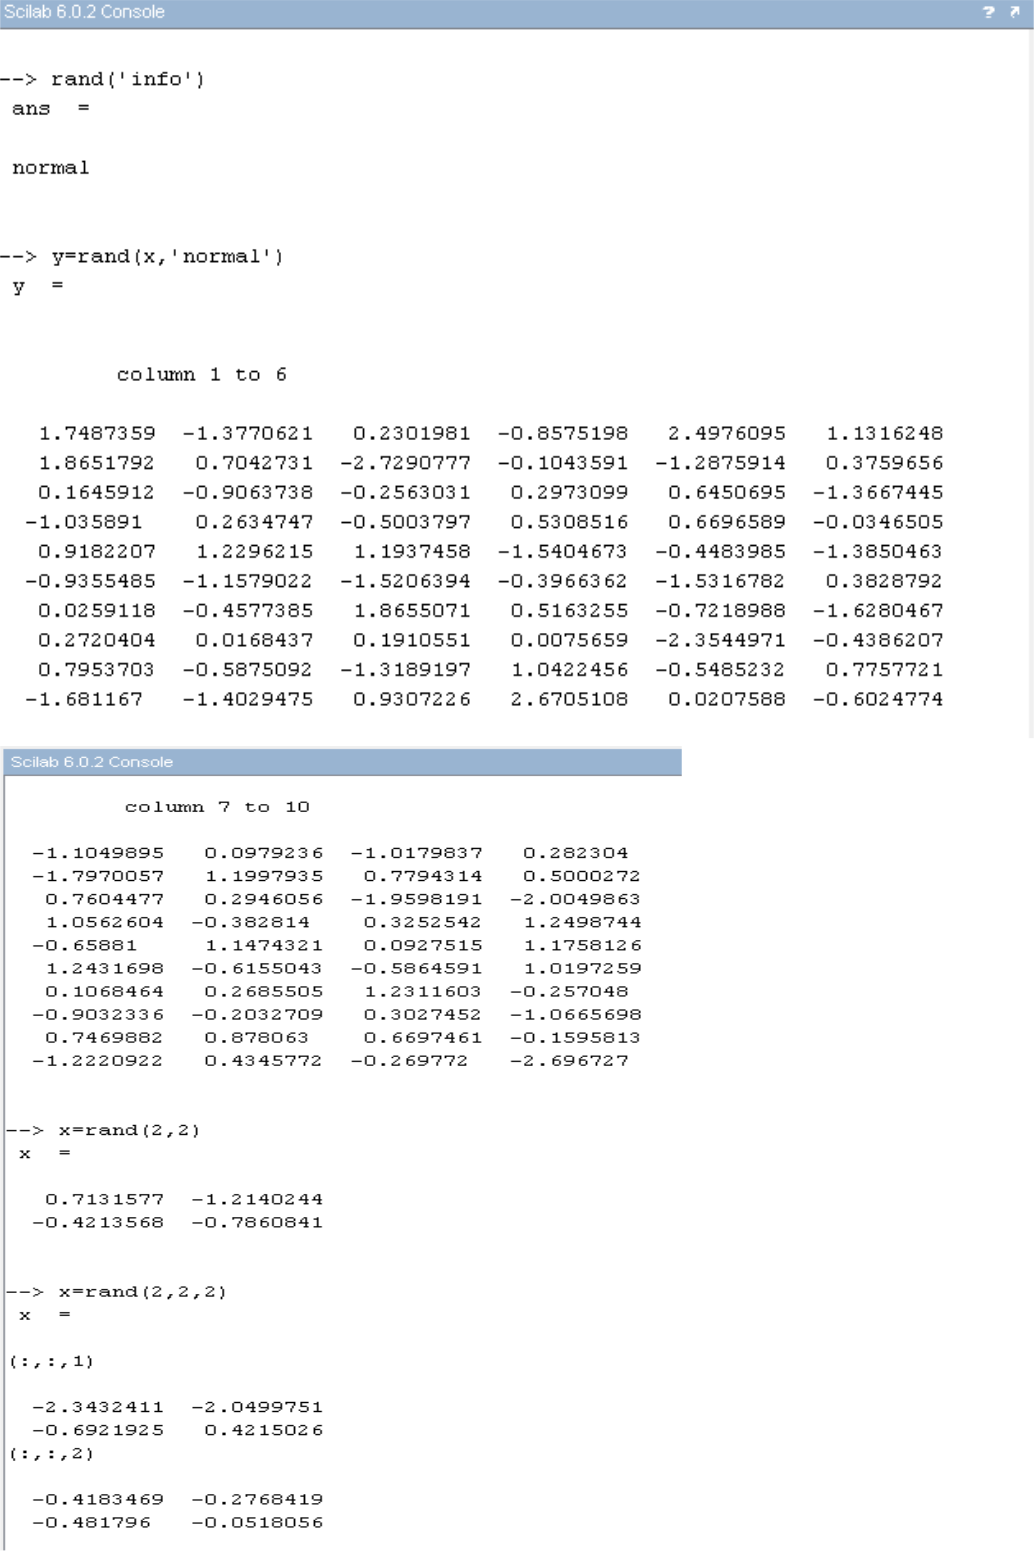 Scilab 6.0.2 Console ? ↗
--> rand('info')
ans =
normal
--> y=rand(x,'normal')
y =
column 1 to 6
1.7487359 -1.3770621 0.2301981 -0.8575198 2.4976095 1.1316248
1.8651792 0.7042731 -2.7290777 -0.1043591 -1.2875914 0.3759656
0.1645912 -0.9063738 -0.2563031 0.2973099 0.6450695 -1.3667445
-1.035891 0.2634747 -0.5003797 0.5308516 0.6696589 -0.0346505
0.9182207 1.2296215 1.1937458 -1.5404673 -0.4483985 -1.3850463
-0.9355485 -1.1579022 -1.5206394 -0.3966362 -1.5316782 0.3828792
0.0259118 -0.4577385 1.8655071 0.5163255 -0.7218988 -1.6280467
0.2720404 0.0168437 0.1910551 0.0075659 -2.3544971 -0.4386207
0.7953703 -0.5875092 -1.3189197 1.0422456 -0.5485232 0.7757721
-1.681167 -1.4029475 0.9307226 2.6705108 0.0207588 -0.6024774
Scilab 6.0.2 Console
column 7 to 10
-1.1049895 0.0979236 -1.0179837 0.282304
-1.7970057 1.1997935 0.7794314 0.5000272
0.7604477 0.2946056 -1.9598191 -2.0049863
1.0562604 -0.382814 0.3252542 1.2498744
-0.65881 1.1474321 0.0927515 1.1758126
1.2431698 -0.6155043 -0.5864591 1.0197259
0.1068464 0.2685505 1.2311603 -0.257048
-0.9032336 -0.2032709 0.3027452 -1.0665698
0.7469882 0.878063 0.6697461 -0.1595813
-1.2220922 0.4345772 -0.269772 -2.696727
--> x=rand(2,2)
x =
0.7131577 -1.2140244
-0.4213568 -0.7860841
--> x=rand(2,2,2)
x =
(:,:,1)
-2.3432411 -2.0499751
-0.6921925 0.4215026
(:,:,2)
-0.4183469 -0.2768419
-0.481796 -0.0518056